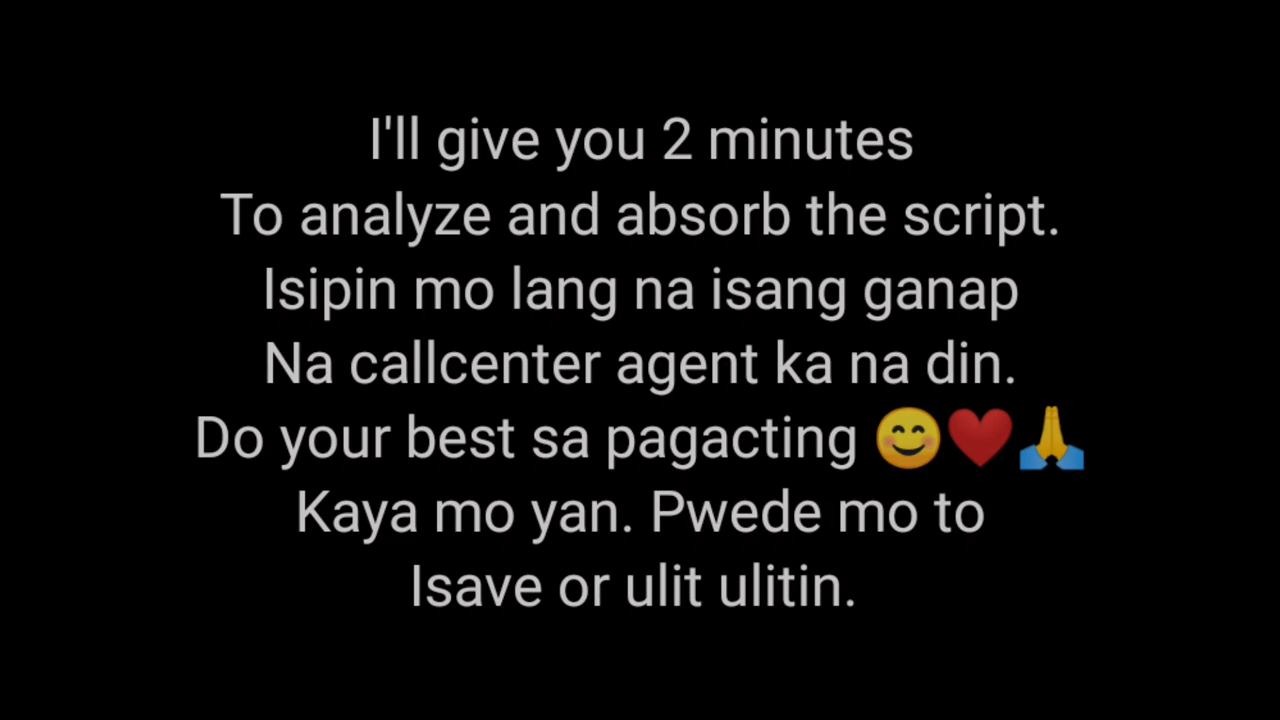 I'll give you 2 minutes
To analyze and absorb the script.
Isipin mo lang na isang ganap
Na callcenter agent ka na din.
Do your best sa pagacting 😊❤️🙏
Kaya mo yan. Pwede mo to
Isave or ulit ulitin.